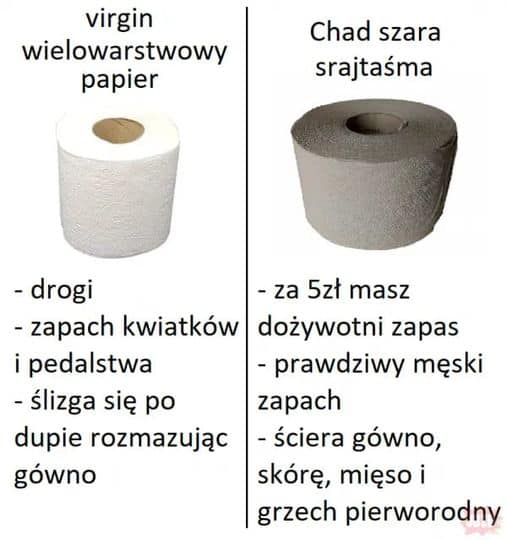 virgin
wielowarstwowy
papier
Chad szara
srajtaśma
- drogi
- zapach kwiatków
i pedalstwa
- ślizga się po
dupie rozmazując
gówno
- za 5zł masz
dożywotni zapas
- prawdziwy męski
zapach
- ściera gówno,
skórę, mięso i
grzech pierworodny